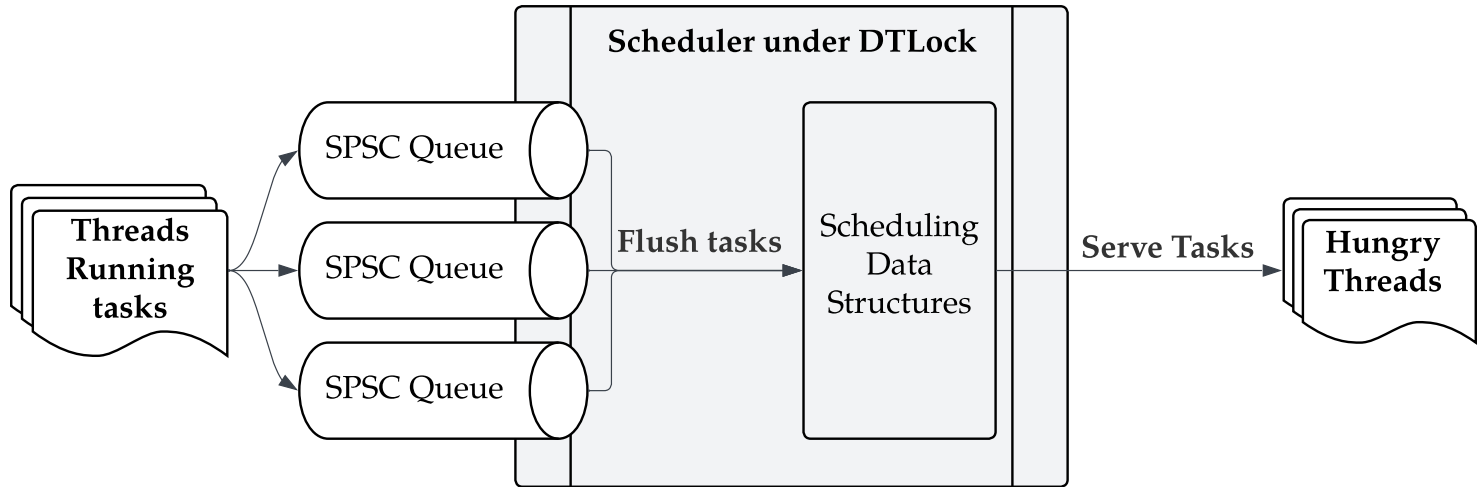 Scheduler under DTLock
SPSC Queue
SPSC Queue
SPSC Queue
Threads
Running
tasks
Flush tasks
Scheduling
Data
Structures
Serve Tasks
Hungry
Threads